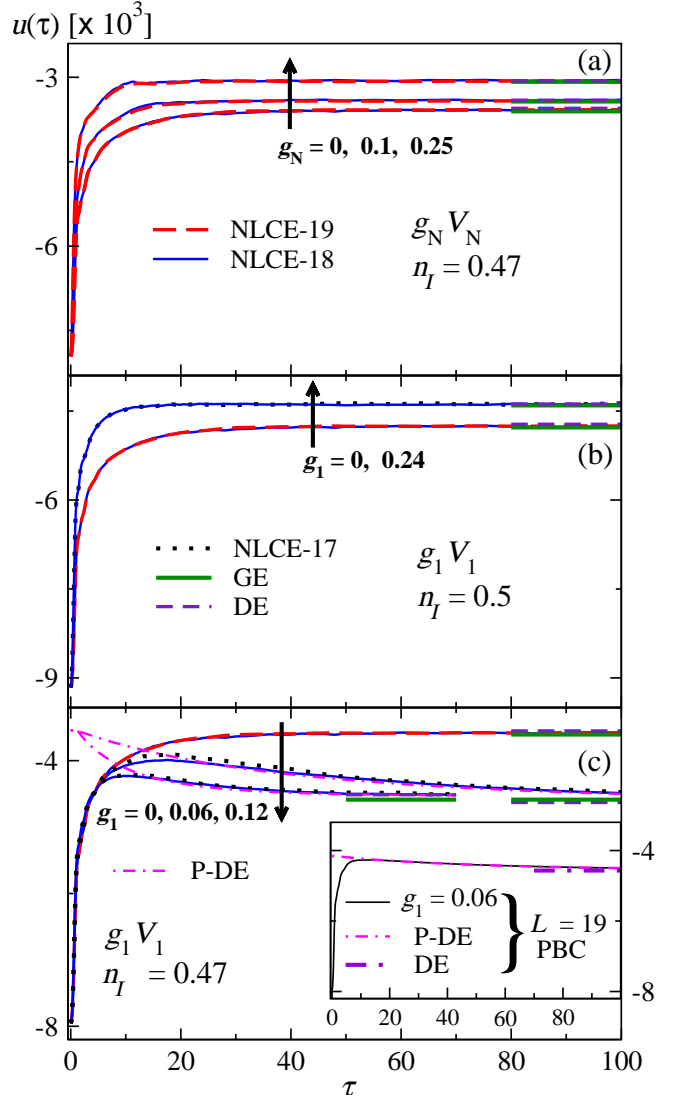 u(τ) [x 10³]
(a)
-3
g_N = 0, 0.1, 0.25
NLCE-19
NLCE-18
g_N V_N
n_I = 0.47
-6
(b)
g_1 = 0, 0.24
-6
NLCE-17
GE
DE
g_1 V_1
n_I = 0.5
-9
-4
(c)
g_1 = 0, 0.06, 0.12
P-DE
g_1 V_1
n_I = 0.47
-4
g_1 = 0.06
P-DE
DE
L = 19
PBC
-8
0 20 40 60 80 100
-8
0 20 40 60 80 100
τ